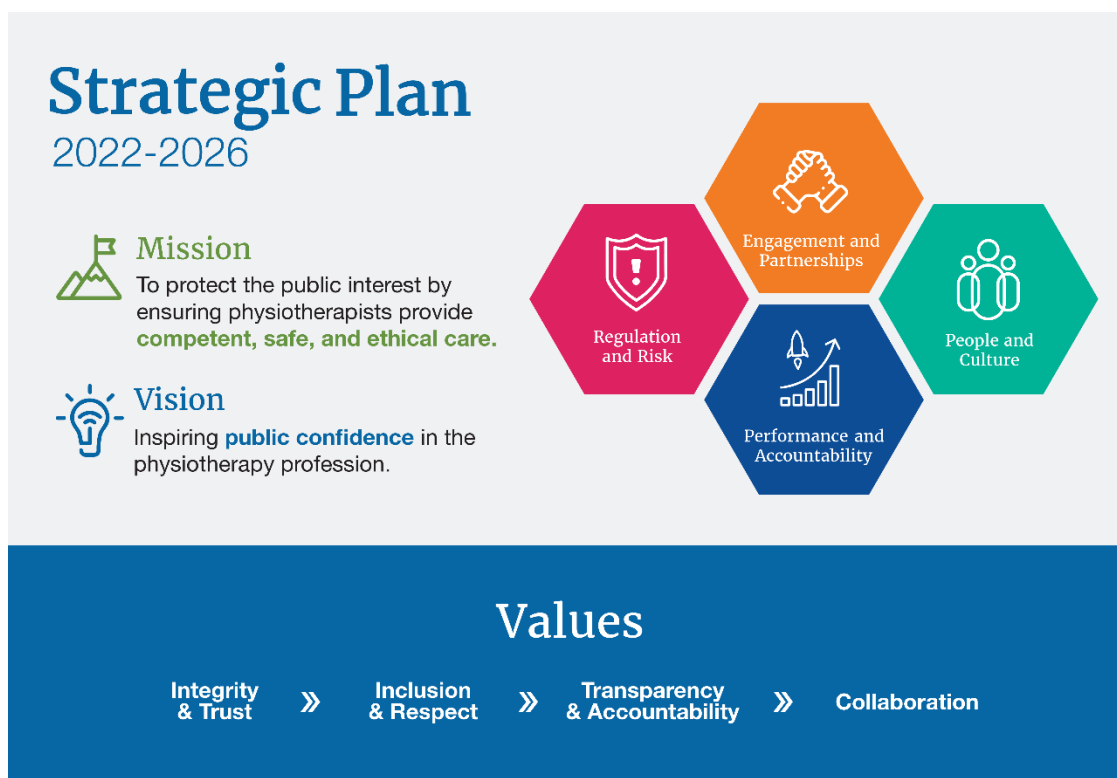 Strategic Plan
2022-2026
Mission
To protect the public interest by
ensuring physiotherapists provide
competent, safe, and ethical care.
Vision
Inspiring public confidence in the
physiotherapy profession.
Engagement and
Partnerships
Regulation
and Risk
People and
Culture
Performance and
Accountability
Values
Integrity
& Trust
»
Inclusion
& Respect
»
Transparency
& Accountability
»
Collaboration